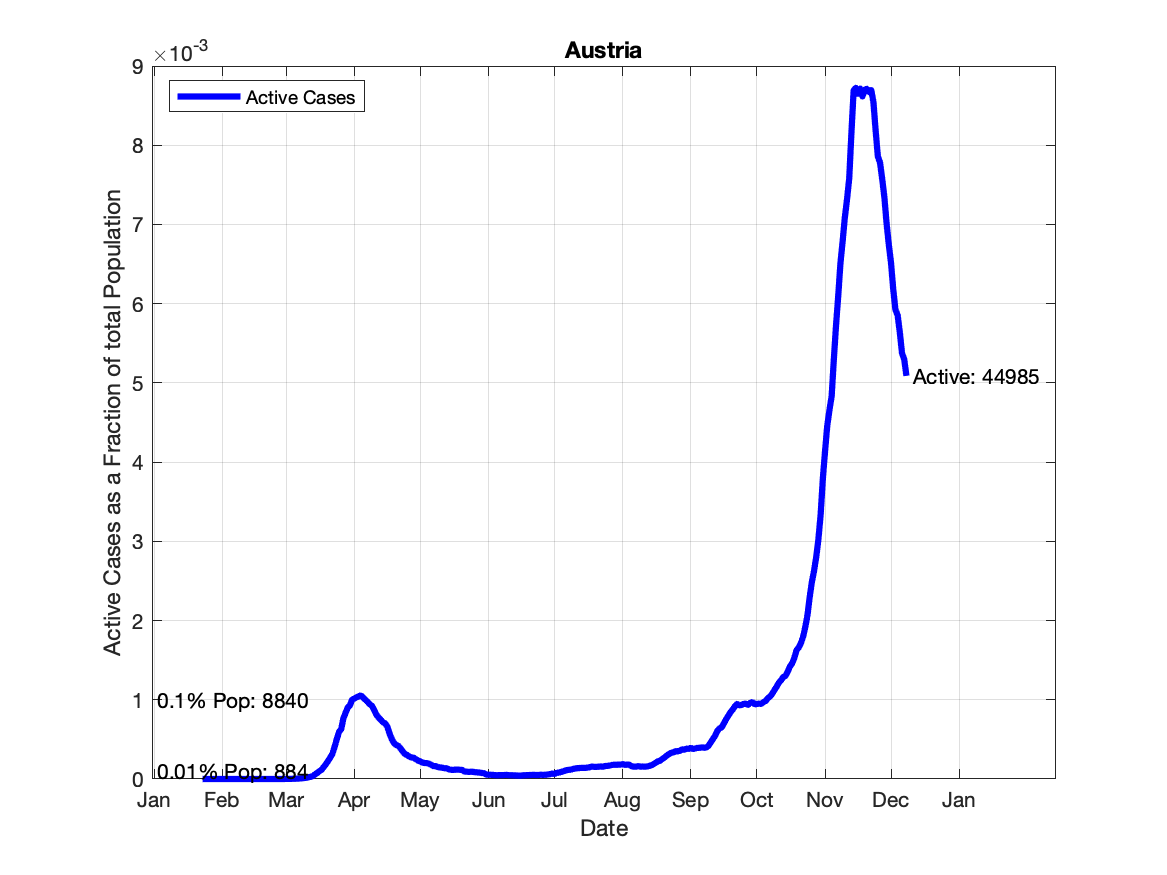 Austria
×10-3
9
8
7
6
5
4
3
2
1
0
Active Cases as a Fraction of total Population
Active Cases
Active: 44985
0.1% Pop: 8840
0.01% Pop: 884
Jan Feb Mar Apr May Jun Jul Aug Sep Oct Nov Dec Jan
Date